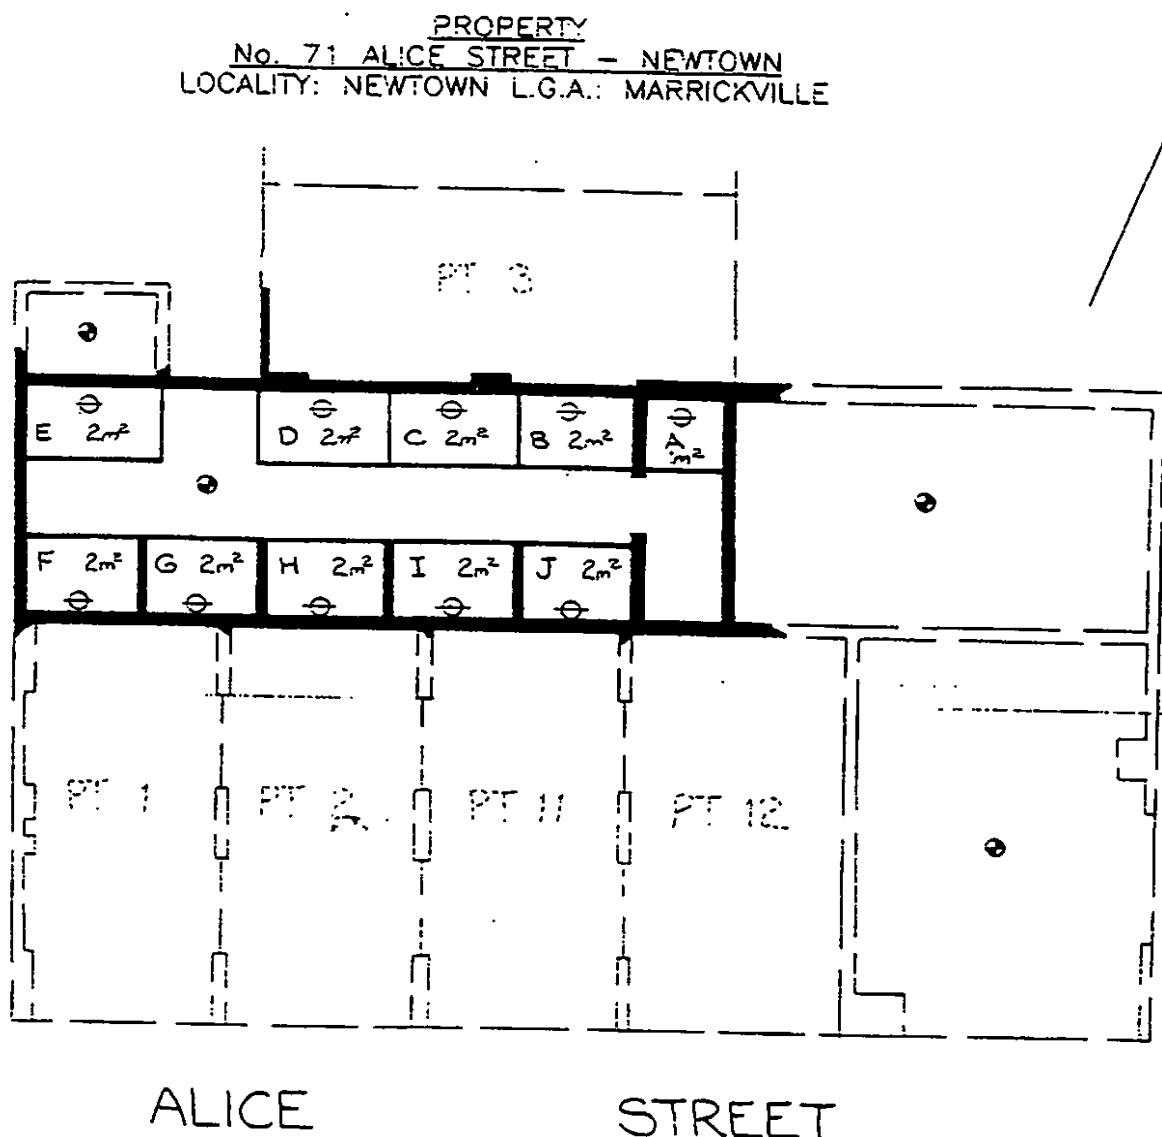 PROPERTY
No. 71 ALICE STREET - NEWTOWN
LOCALITY: NEWTOWN L.G.A.: MARRICKVILLE
PT 3
E 2m²
D 2m²
C 2m²
B 2m²
A
m²
F 2m²
G 2m²
H 2m²
I 2m²
J 2m²
PT 1
PT 2
PT 11
PT 12
ALICE STREET